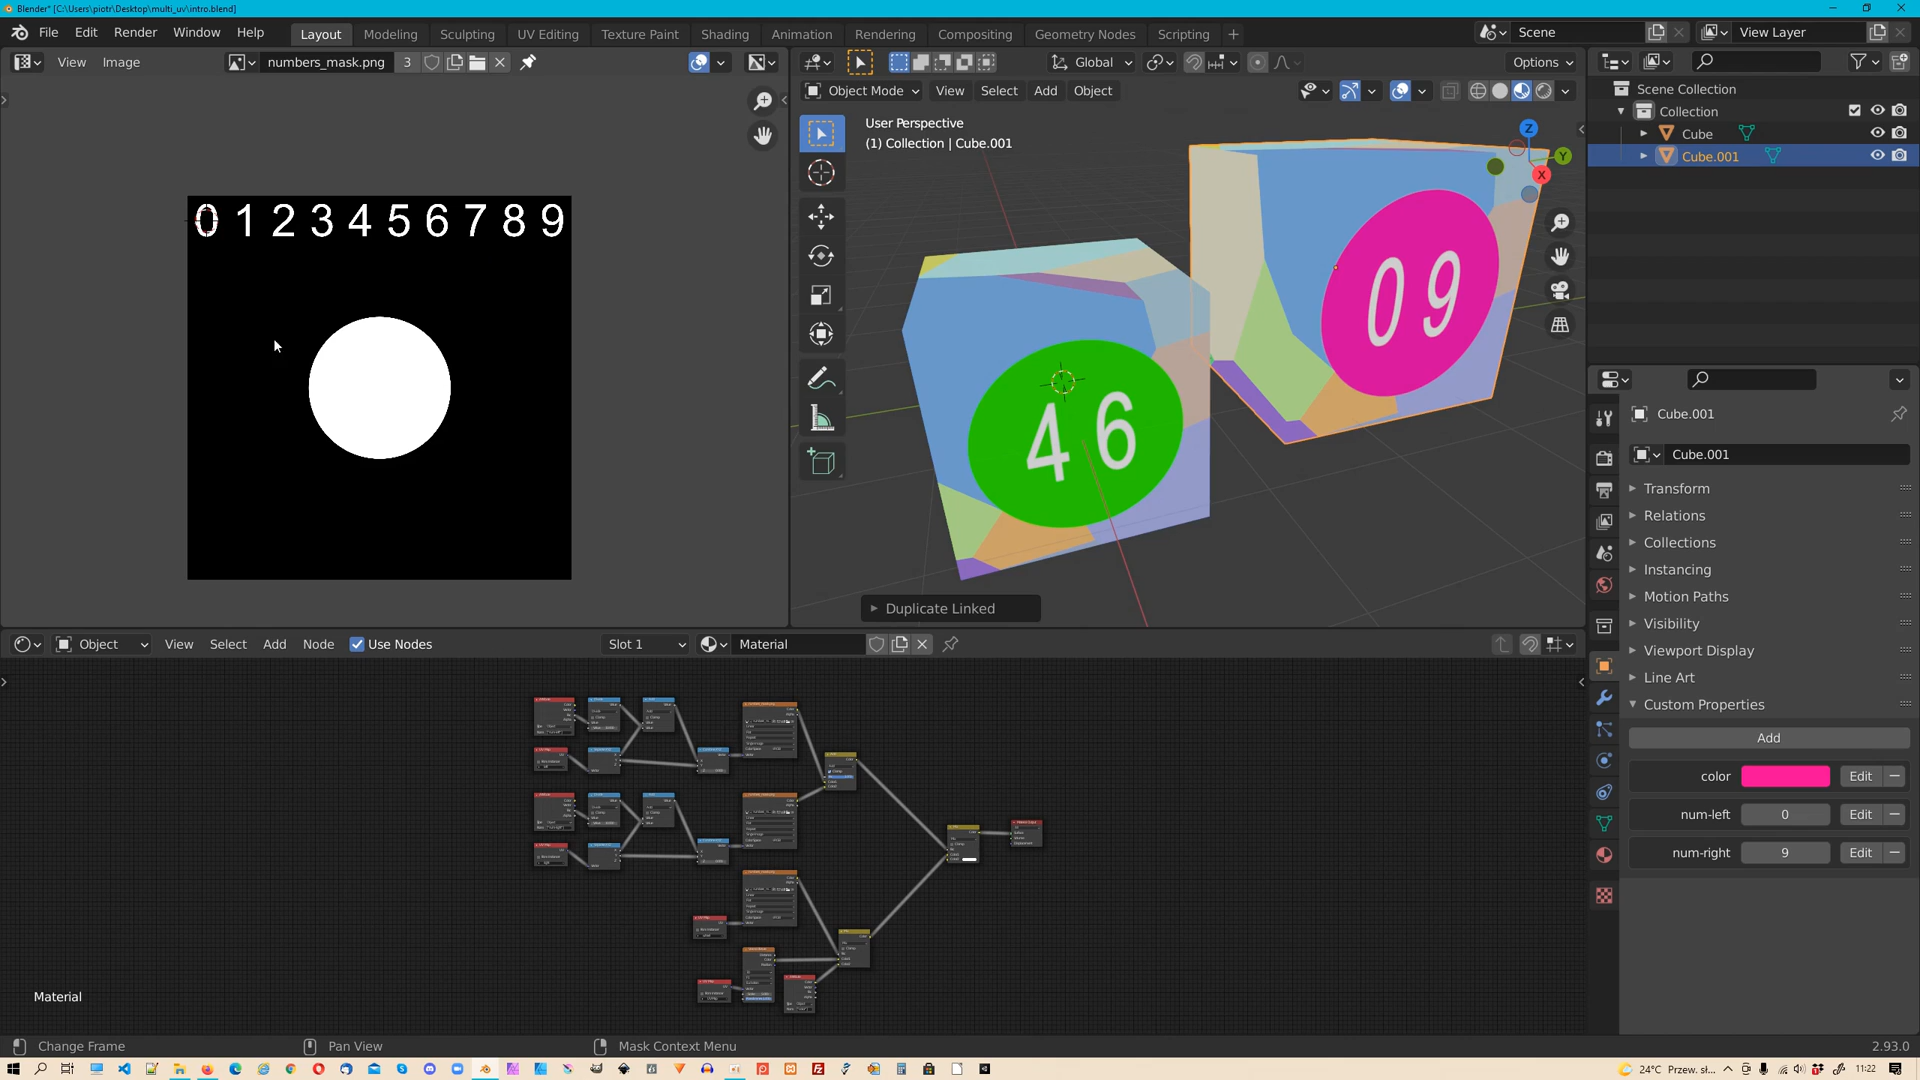 Blender* [C:\Users\piotr\Desktop\multi_uv\intro.blend]
File Edit Render Window Help Layout Modeling Sculpting UV Editing Texture Paint Shading Animation Rendering Compositing Geometry Nodes Scripting + Scene View Layer
View Image numbers_mask.png 3 Global Options
Object Mode View Select Add Object
User Perspective
(1) Collection | Cube.001
Scene Collection
Collection
Cube
Cube.001
Z
Y
X
0 1 2 3 4 5 6 7 8 9
09
46
Duplicate Linked
Cube.001
Cube.001
Transform
Relations
Collections
Instancing
Motion Paths
Visibility
Viewport Display
Line Art
Custom Properties
Add
color Edit
num-left 0 Edit
num-right 9 Edit
Object View Select Add Node Use Nodes Slot 1 Material
Material
Change Frame Pan View Mask Context Menu 2.93.0
24°C Przew. sł... 11:22